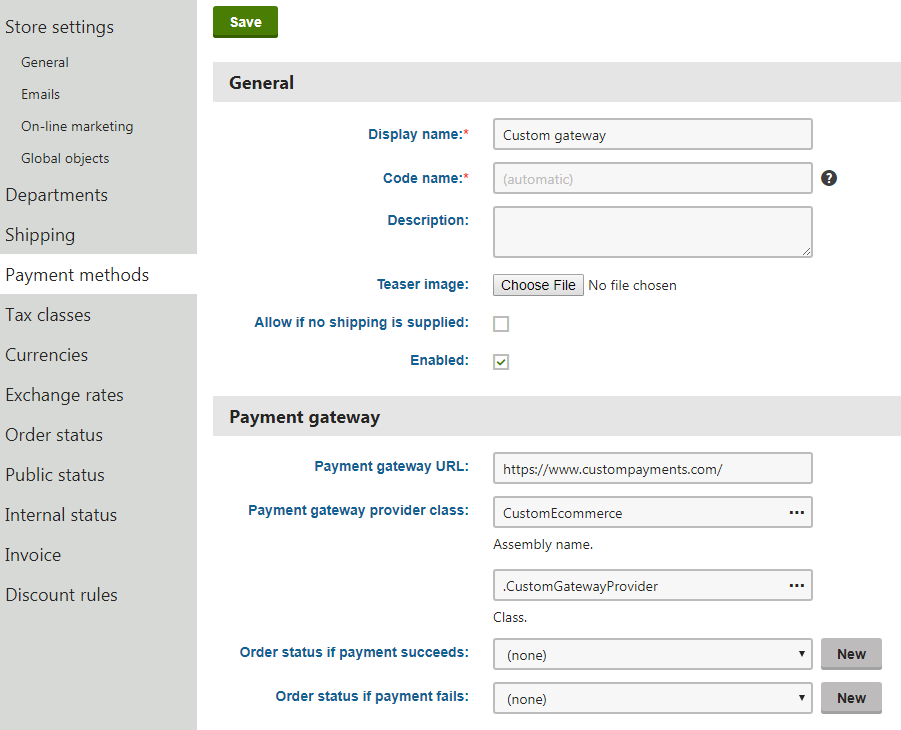 Store settings
General
Emails
On-line marketing
Global objects
Departments
Shipping
Payment methods
Tax classes
Currencies
Exchange rates
Order status
Public status
Internal status
Invoice
Discount rules
Save
General
Display name:* Custom gateway
Code name:* (automatic) ?
Description:
Teaser image: Choose File No file chosen
Allow if no shipping is supplied:
Enabled:
Payment gateway
Payment gateway URL: https://www.custompayments.com/
Payment gateway provider class: CustomEcommerce ...
Assembly name.
.CustomGatewayProvider ...
Class.
Order status if payment succeeds: (none) New
Order status if payment fails: (none) New